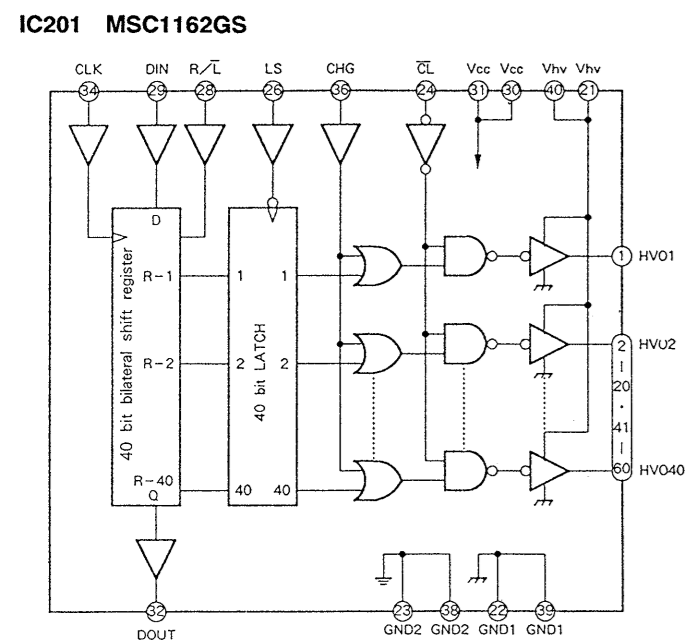 IC201 MSC1162GS
CLK DIN R/L̅ LS CHG C̅L̅ Vcc Vcc Vhv Vhv
34 29 28 26 36 24 31 30 40 21
D
40 bit bilateral shift register
40 bit LATCH
R-1 1 1
1 HVO1
R-2 2 2
2 HVO2
|
20
·
41
|
R-40 40 40
60 HVO40
Q
32 23 38 22 39
DOUT GND2 GND2 GND1 GND1